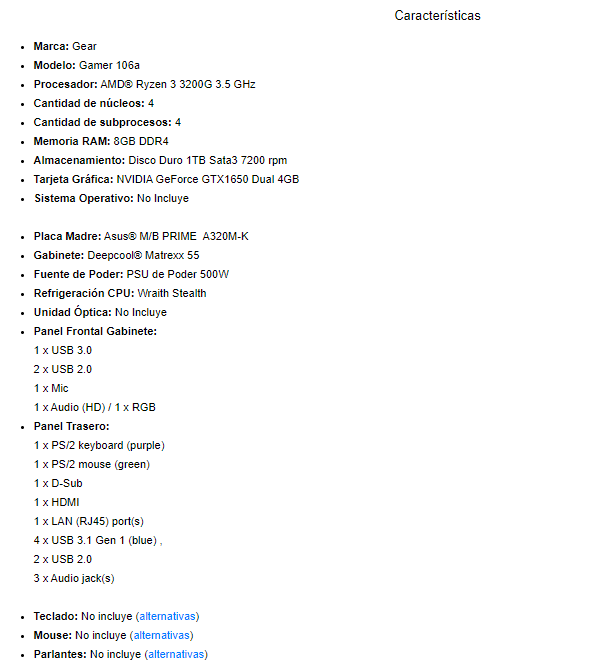 Características
Marca: Gear
Modelo: Gamer 106a
Procesador: AMD® Ryzen 3 3200G 3.5 GHz
Cantidad de núcleos: 4
Cantidad de subprocesos: 4
Memoria RAM: 8GB DDR4
Almacenamiento: Disco Duro 1TB Sata3 7200 rpm
Tarjeta Gráfica: NVIDIA GeForce GTX1650 Dual 4GB
Sistema Operativo: No Incluye
Placa Madre: Asus® M/B PRIME A320M-K
Gabinete: Deepcool® Matrexx 55
Fuente de Poder: PSU de Poder 500W
Refrigeración CPU: Wraith Stealth
Unidad Óptica: No Incluye
Panel Frontal Gabinete:
1 x USB 3.0
2 x USB 2.0
1 x Mic
1 x Audio (HD) / 1 x RGB
Panel Trasero:
1 x PS/2 keyboard (purple)
1 x PS/2 mouse (green)
1 x D-Sub
1 x HDMI
1 x LAN (RJ45) port(s)
4 x USB 3.1 Gen 1 (blue) ,
2 x USB 2.0
3 x Audio jack(s)
Teclado: No incluye (alternativas)
Mouse: No incluye (alternativas)
Parlantes: No incluye (alternativas)